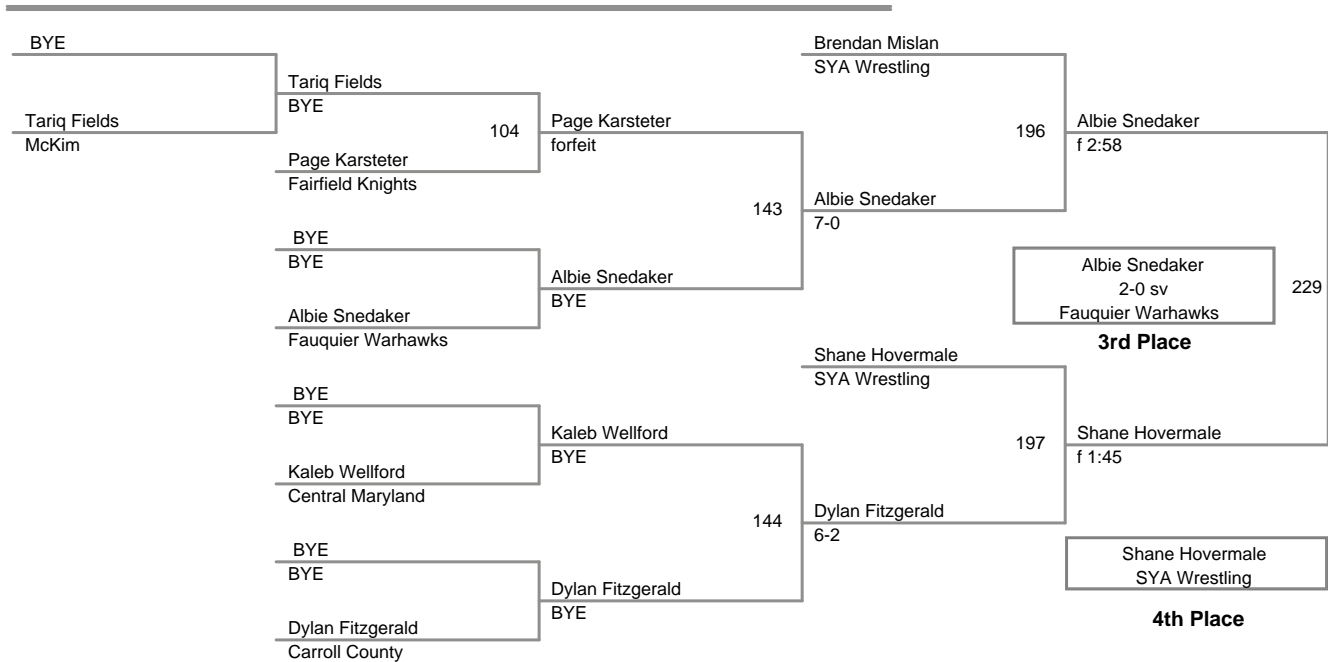 BYE
Tariq Fields
McKim
Tariq Fields
BYE
Page Karsteter
Fairfield Knights
BYE
BYE
Albie Snedaker
Fauquier Warhawks
BYE
BYE
Kaleb Wellford
Central Maryland
BYE
BYE
Dylan Fitzgerald
Carroll County
104
Page Karsteter
forfeit
Albie Snedaker
BYE
Kaleb Wellford
BYE
Dylan Fitzgerald
BYE
143
144
Brendan Mislan
SYA Wrestling
Albie Snedaker
7-0
Shane Hovermale
SYA Wrestling
Dylan Fitzgerald
6-2
196
197
Albie Snedaker
f 2:58
Shane Hovermale
f 1:45
229
Albie Snedaker
2-0 sv
Fauquier Warhawks
3rd Place
Shane Hovermale
SYA Wrestling
4th Place